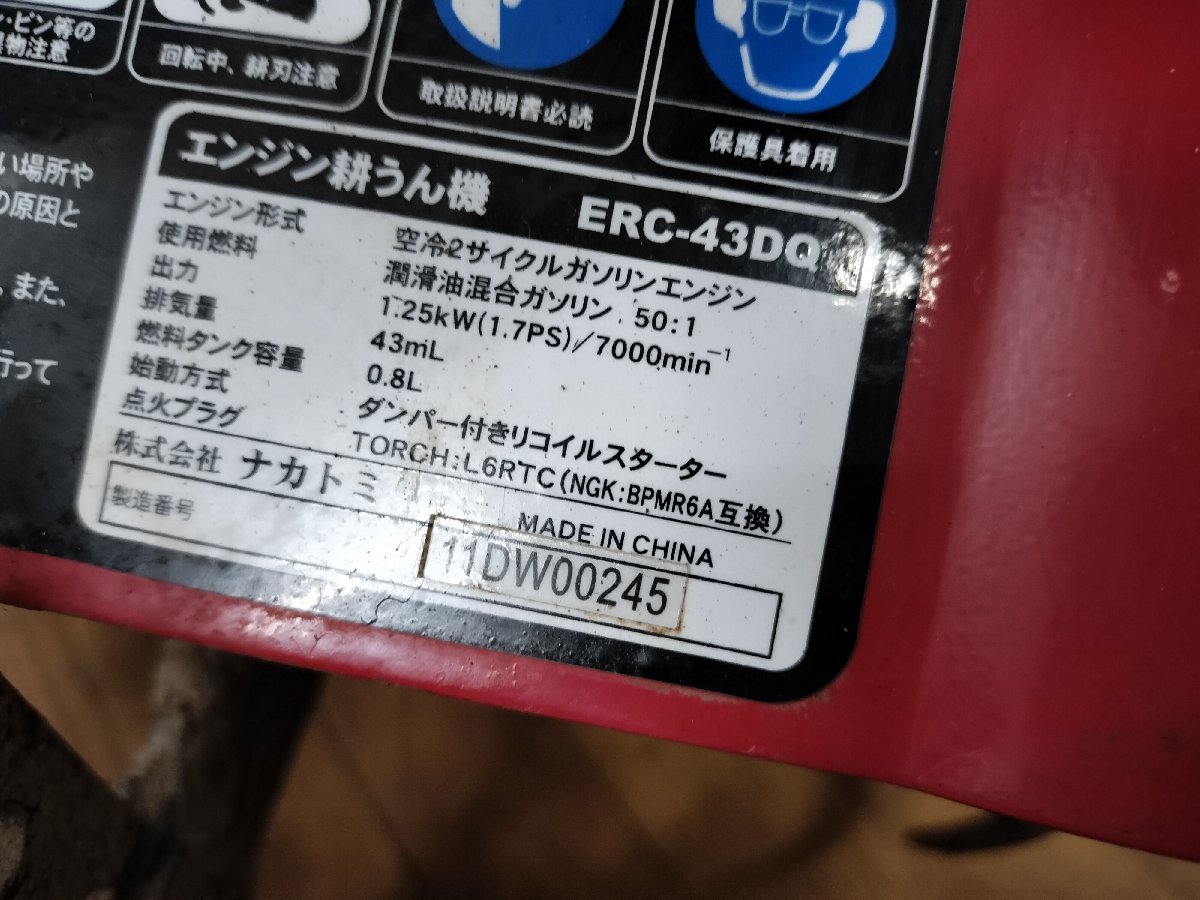 ・ピン等の
物注意
回転中、耕刃注意
取扱説明書必読
保護具着用
い場所や
の原因と
、また、
行って
エンジン耕うん機 ERC-43DQ
エンジン形式 空冷2サイクルガソリンエンジン
使用燃料 潤滑油混合ガソリン 50:1
出力 1.25kW(1.7PS)/7000min⁻¹
排気量 43mL
燃料タンク容量 0.8L
始動方式 ダンパー付きリコイルスターター
点火プラグ TORCH:L6RTC(NGK:BPMR6A互換)
株式会社 ナカトミ MADE IN CHINA
製造番号 11DW00245